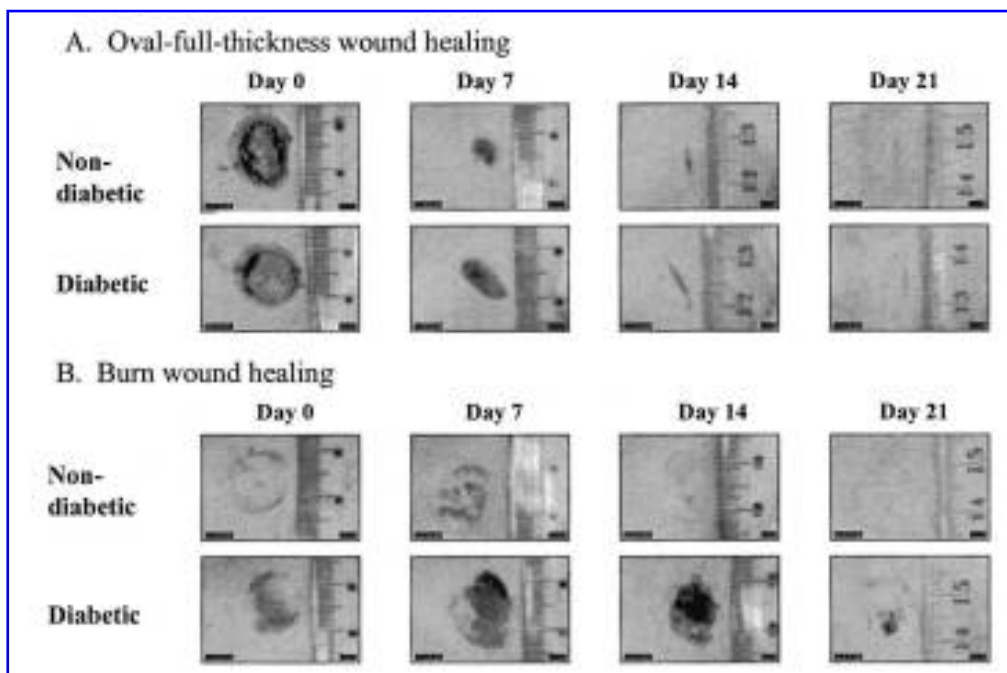 A. Oval-full-thickness wound healing
Day 0 Day 7 Day 14 Day 21
Non-
diabetic
Diabetic
B. Burn wound healing
Day 0 Day 7 Day 14 Day 21
Non-
diabetic
Diabetic